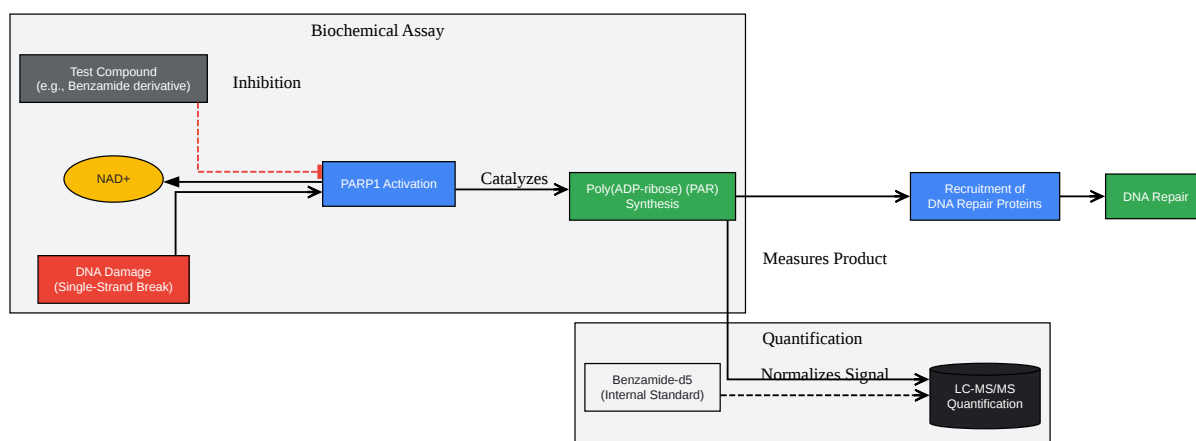 Biochemical Assay
Test Compound
(e.g., Benzamide derivative)
Inhibition
NAD+
PARP1 Activation
Catalyzes
Poly(ADP-ribose) (PAR)
Synthesis
Recruitment of
DNA Repair Proteins
DNA Repair
DNA Damage
(Single-Strand Break)
Measures Product
Quantification
Benzamide-d5
(Internal Standard)
Normalizes Signal
LC-MS/MS
Quantification